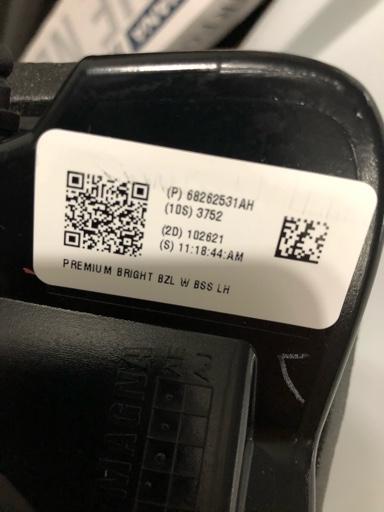 (P) 68262531AH
(10S) 3752
(2D) 102621
(S) 11:18:44:AM
PREMIUM BRIGHT BZL W BSS LH
MAGNA